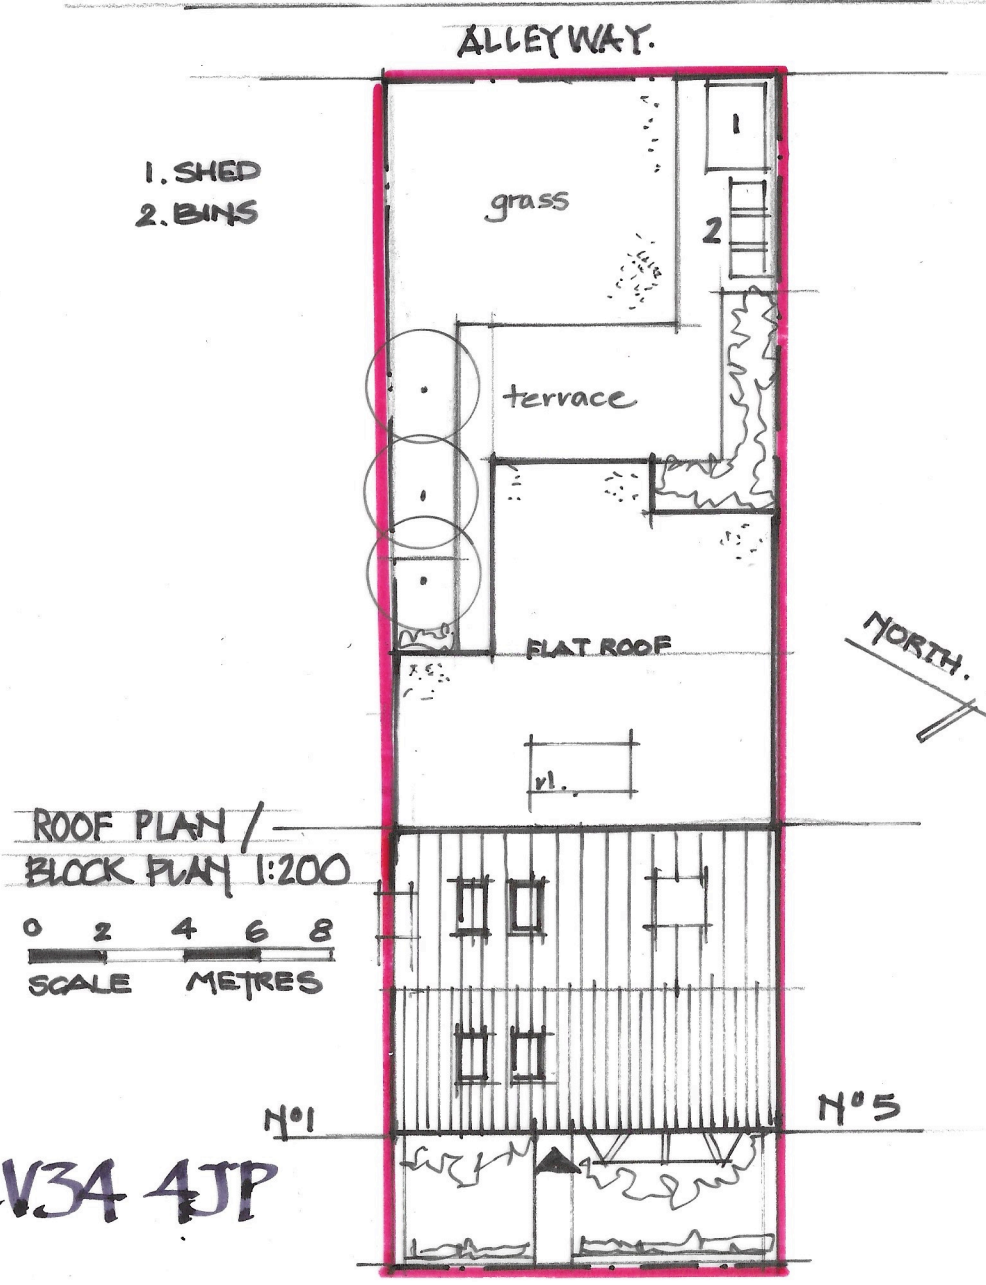 ALLEYWAY.
1. SHED
2. BINS
1
2
grass
terrace
FLAT ROOF
NORTH.
rl.
ROOF PLAN /
BLOCK PLAN 1:200
0 2 4 6 8
SCALE METRES
Nº1
Nº5
V34 4JP